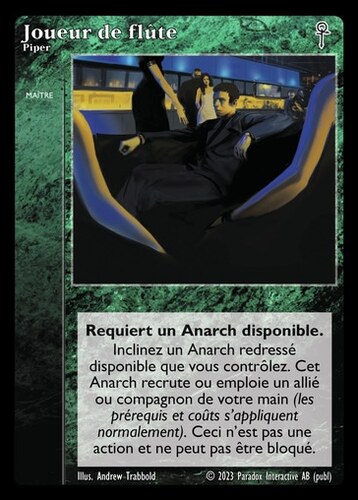 Joueur de flûte
Piper
MAÎTRE
Requiert un Anarch disponible.
Inclinez un Anarch redressé
disponible que vous contrôlez. Cet
Anarch recrute ou emploie un allié
ou compagnon de votre main (les
prérequis et coûts s’appliquent
normalement). Ceci n’est pas une
action et ne peut pas être bloqué.
Illus. Andrew Trabbold © 2023 Paradox Interactive AB (publ)